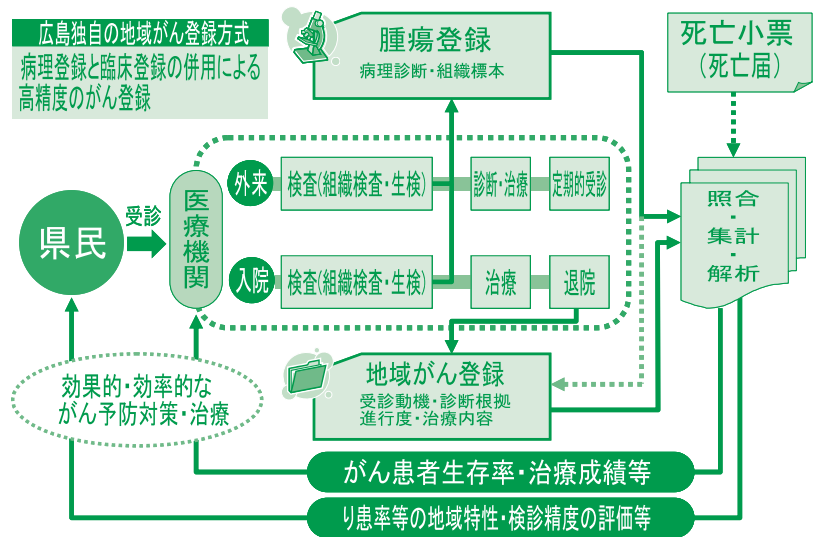 広島独自の地域がん登録方式
病理登録と臨床登録の併用による
高精度のがん登録
腫瘍登録
病理診断・組織標本
死亡小票
（死亡届）
県民
受診
医療機関
外来
検査(組織検査・生検)
診断・治療
定期的受診
入院
検査(組織検査・生検)
治療
退院
照合
・
集計
・
解析
地域がん登録
受診動機・診断根拠
進行度・治療内容
効果的・効率的な
がん予防対策・治療
がん患者生存率・治療成績等
り患率等の地域特性・検診精度の評価等